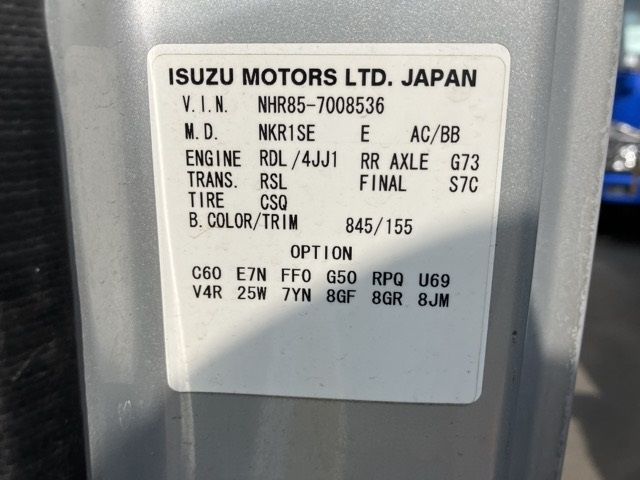 ISUZU MOTORS LTD. JAPAN
V.I.N. NHR85-7008536
M.D. NKR1SE E AC/BB
ENGINE RDL/4JJ1 RR AXLE G73
TRANS. RSL FINAL S7C
TIRE CSQ
B.COLOR/TRIM 845/155
OPTION
C60 E7N FF0 G50 RPQ U69
V4R 25W 7YN 8GF 8GR 8JM